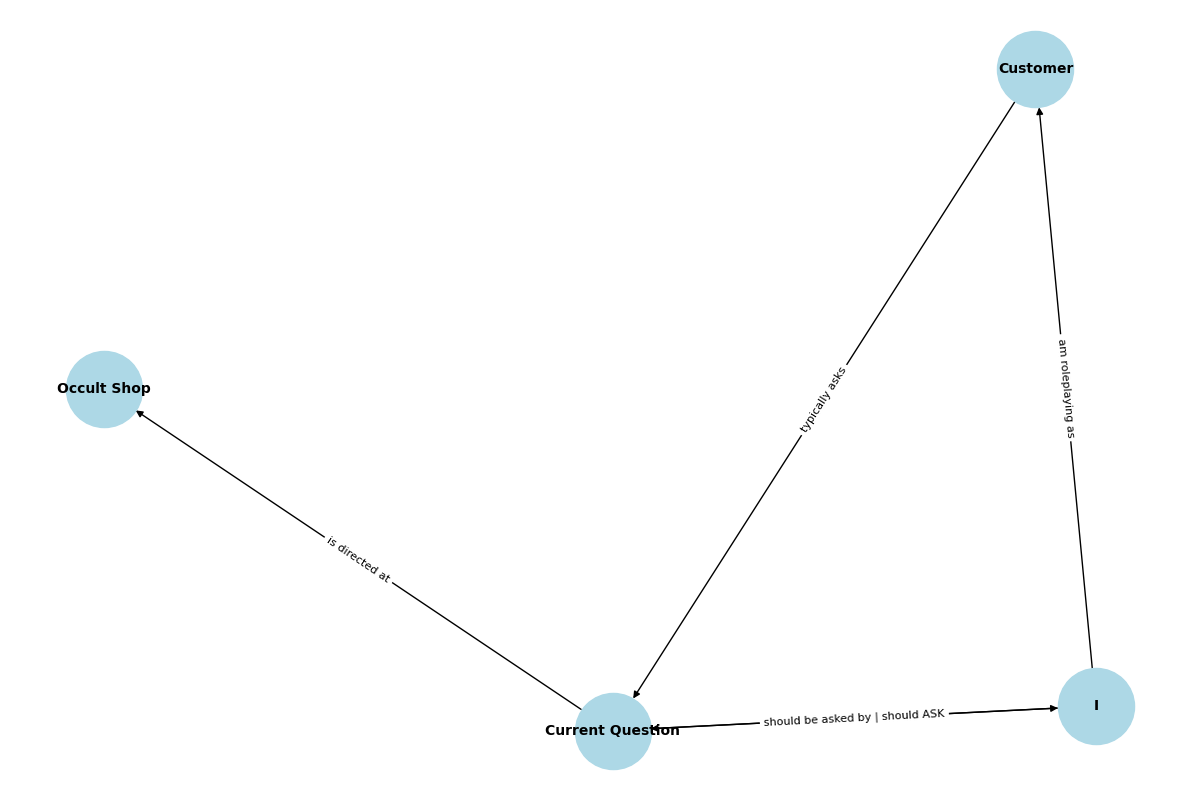 Customer
am roleplaying as
typically asks
Occult Shop
is directed at
should be asked by | should ASK
I
Current Question